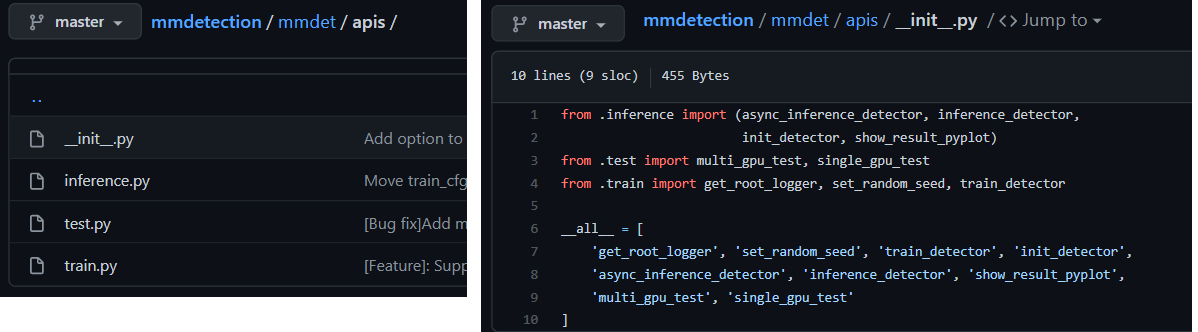 master
mmdetection / mmdet / apis /
..
__init__.py Add option to
inference.py Move train_cfg
test.py [Bug fix]Add m
train.py [Feature]: Supp
master
mmdetection / mmdet / apis / __init__.py / <> Jump to
10 lines (9 sloc) 455 Bytes
1 from .inference import (async_inference_detector, inference_detector,
2 init_detector, show_result_pyplot)
3 from .test import multi_gpu_test, single_gpu_test
4 from .train import get_root_logger, set_random_seed, train_detector
5
6 __all__ = [
7 'get_root_logger', 'set_random_seed', 'train_detector', 'init_detector',
8 'async_inference_detector', 'inference_detector', 'show_result_pyplot',
9 'multi_gpu_test', 'single_gpu_test'
10 ]